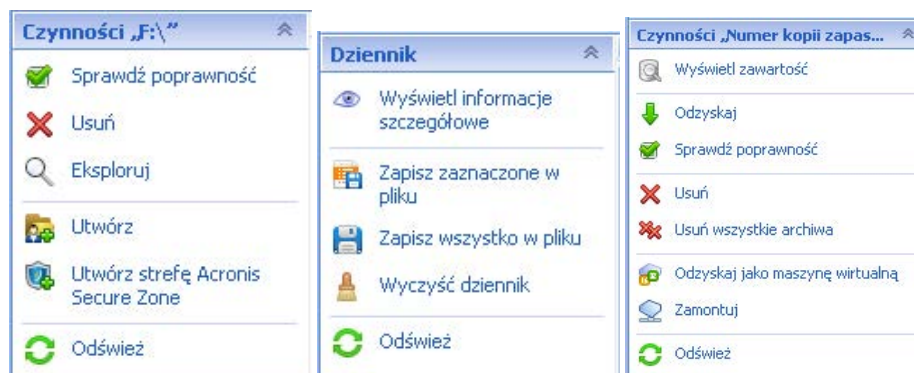 Czynności „F:\”
Sprawdź poprawność
Usuń
Eksploruj
Utwórz
Utwórz strefę Acronis
Secure Zone
Odśwież
Dziennik
Wyświetl informacje
szczegółowe
Zapisz zaznaczone w
pliku
Zapisz wszystko w pliku
Wyczyść dziennik
Odśwież
Czynności „Numer kopii zapas...
Wyświetl zawartość
Odzyskaj
Sprawdź poprawność
Usuń
Usuń wszystkie archiwa
Odzyskaj jako maszynę wirtualną
Zamontuj
Odśwież